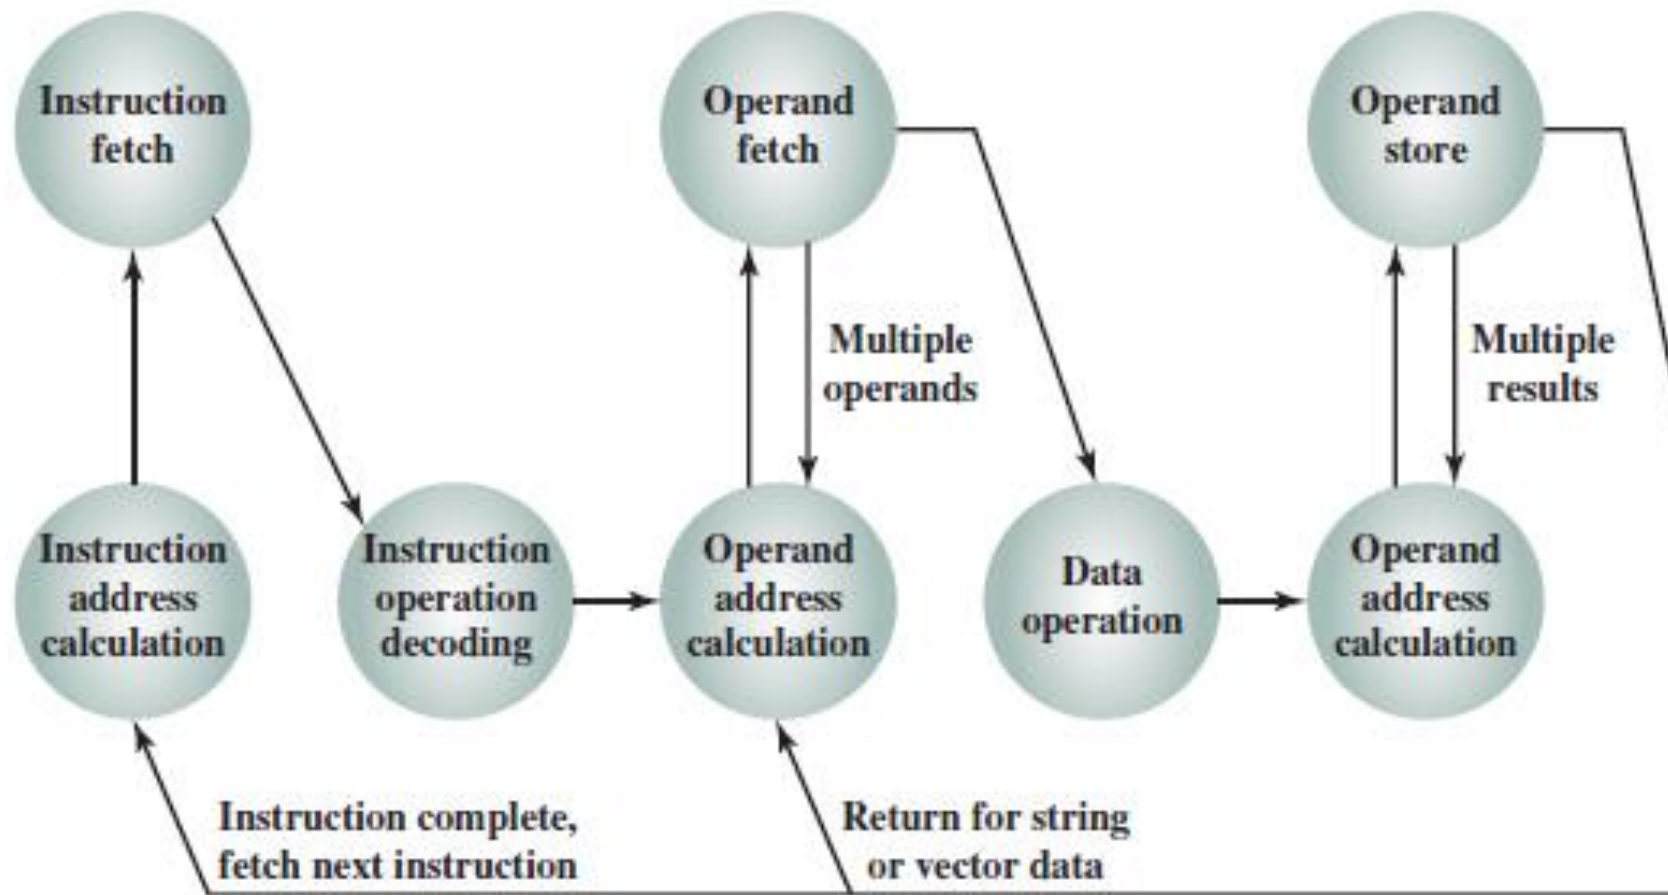 Instruction
fetch
Operand
fetch
Operand
store
Multiple
operands
Multiple
results
Instruction
address
calculation
Instruction
operation
decoding
Operand
address
calculation
Data
operation
Operand
address
calculation
Instruction complete,
fetch next instruction
Return for string
or vector data